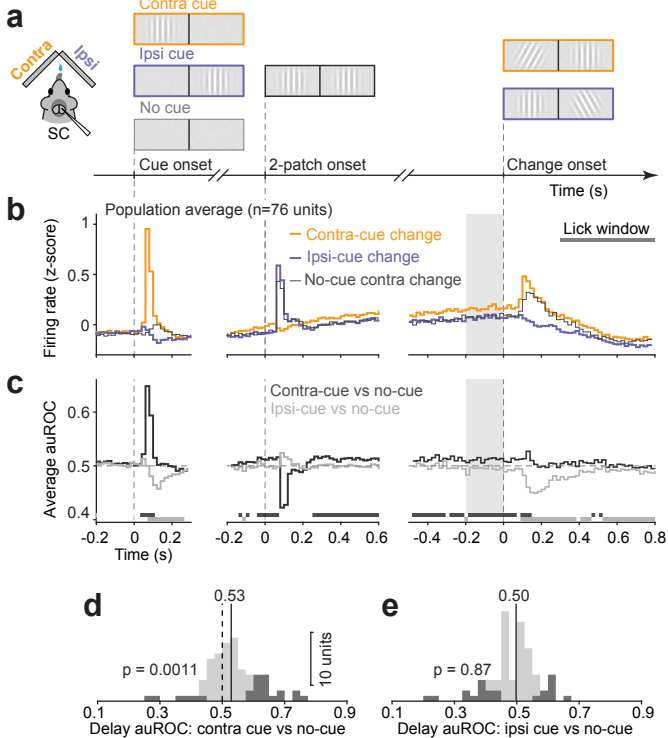 a
Contra cue
Contra
Ipsi
SC
Ipsi cue
No cue
Cue onset
2-patch onset
Change onset
Time (s)
b
Population average (n=76 units)
Lick window
Contra-cue change
Ipsi-cue change
No-cue contra change
Firing rate (z-score)
1
0.5
0
c
Contra-cue vs no-cue
Ipsi-cue vs no-cue
Average auROC
0.6
0.5
0.4
-0.2 0 0.2 -0.2 0 0.2 0.4 0.6 -0.4 -0.2 0 0.2 0.4 0.6 0.8
Time (s)
d
0.53
p = 0.0011
10 units
0.1 0.3 0.5 0.7 0.9
Delay auROC: contra cue vs no-cue
e
0.50
p = 0.87
0.1 0.3 0.5 0.7 0.9
Delay auROC: ipsi cue vs no-cue